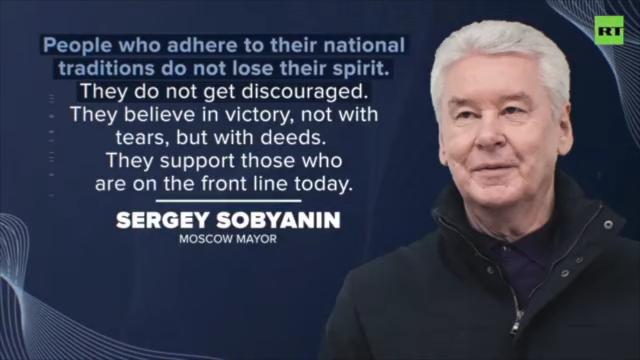 RT
People who adhere to their national
traditions do not lose their spirit.
They do not get discouraged.
They believe in victory, not with
tears, but with deeds.
They support those who
are on the front line today.
SERGEY SOBYANIN
MOSCOW MAYOR